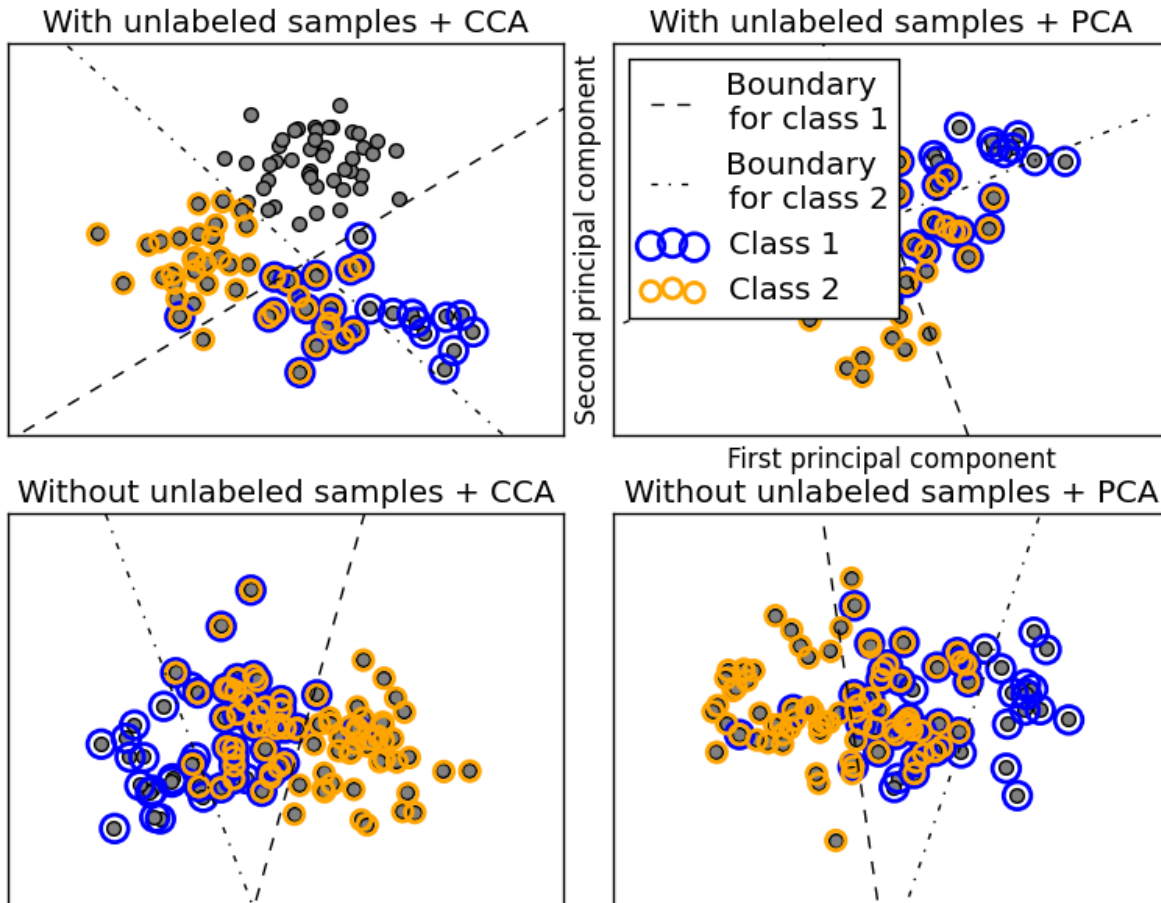 With unlabeled samples + CCA
With unlabeled samples + PCA
Second principal component
Boundary
for class 1
Boundary
for class 2
Class 1
Class 2
First principal component
Without unlabeled samples + CCA
Without unlabeled samples + PCA